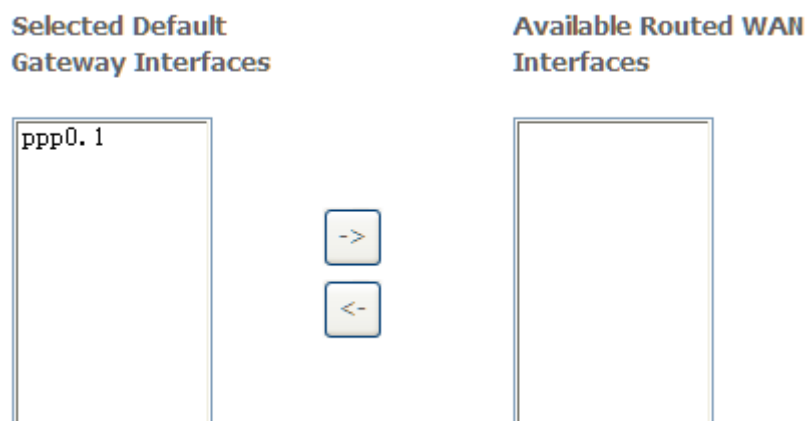 Selected Default
Gateway Interfaces
Available Routed WAN
Interfaces
ppp0.1
->
<-